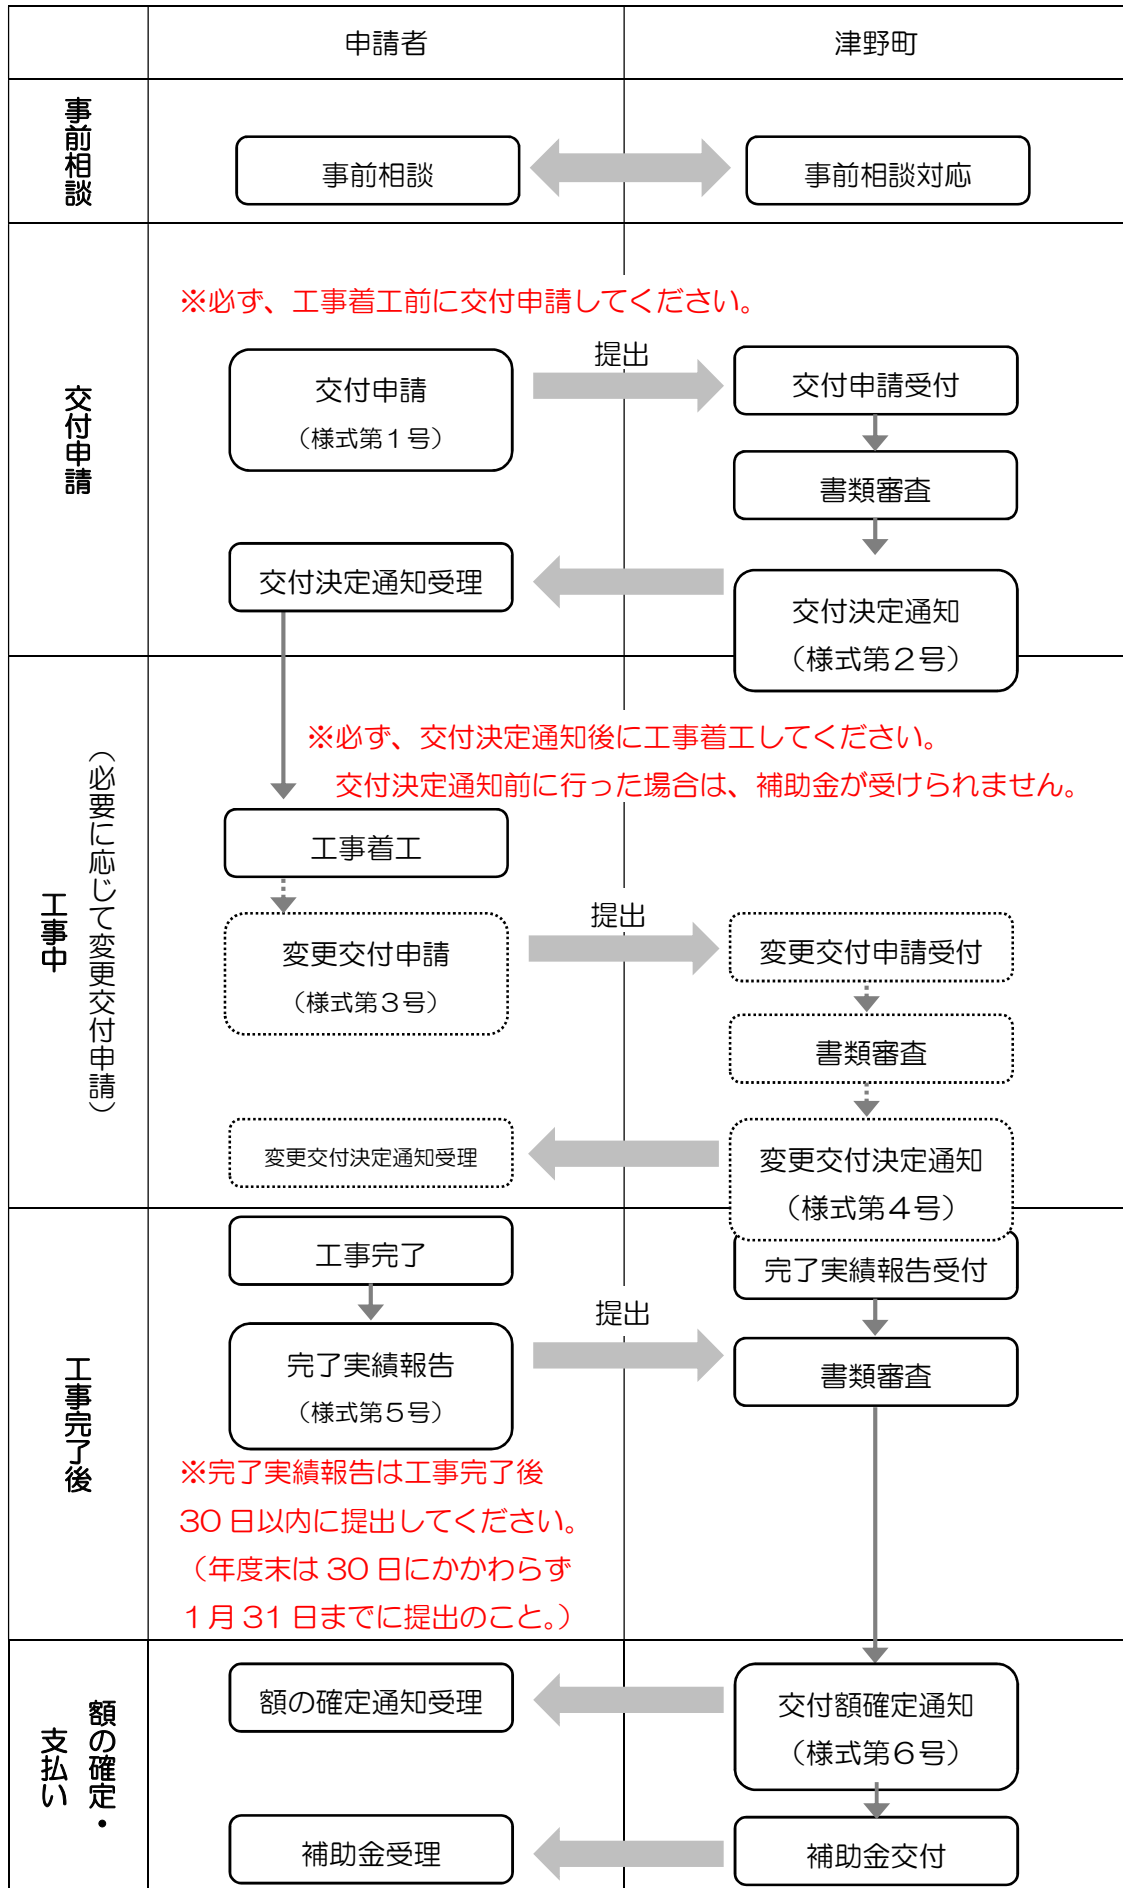 申請者
津野町
事前相談
事前相談
事前相談対応
交付申請
※必ず、工事着工前に交付申請してください。
提出
交付申請
（様式第１号）
交付申請受付
書類審査
交付決定通知受理
交付決定通知
（様式第２号）
工事中
（必要に応じて変更交付申請）
※必ず、交付決定通知後に工事着工してください。
交付決定通知前に行った場合は、補助金が受けられません。
工事着工
提出
変更交付申請
（様式第３号）
変更交付申請受付
書類審査
変更交付決定通知受理
変更交付決定通知
（様式第４号）
工事完了後
工事完了
完了実績報告受付
提出
完了実績報告
（様式第５号）
書類審査
※完了実績報告は工事完了後
30 日以内に提出してください。
（年度末は 30 日にかかわらず
１月 31 日までに提出のこと。）
額の確定・
支払い
額の確定通知受理
交付額確定通知
（様式第６号）
補助金受理
補助金交付